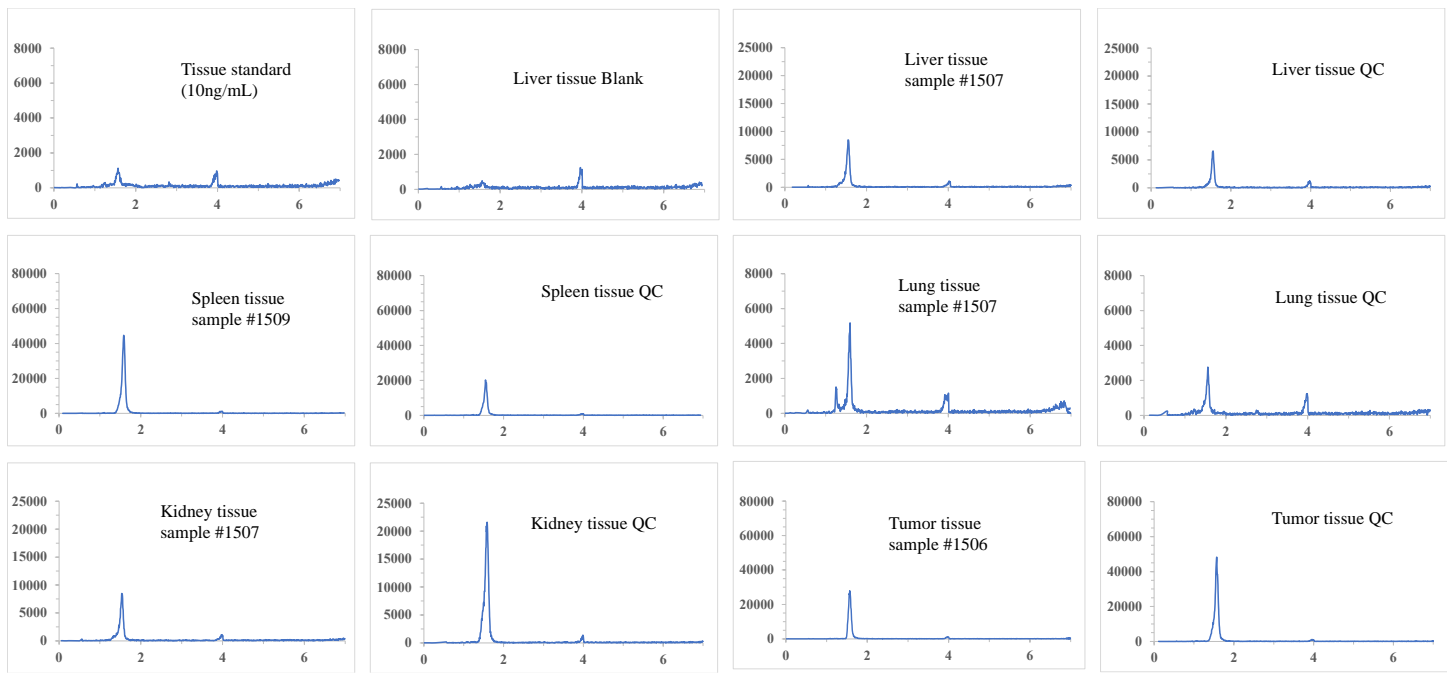 8000
6000
4000
2000
0
0 2 4 6
Tissue standard
(10ng/mL)
8000
6000
4000
2000
0
0 2 4 6
Liver tissue Blank
25000
20000
15000
10000
5000
0
0 2 4 6
Liver tissue
sample #1507
25000
20000
15000
10000
5000
0
0 2 4 6
Liver tissue QC
80000
60000
40000
20000
0
0 2 4 6
Spleen tissue
sample #1509
80000
60000
40000
20000
0
0 2 4 6
Spleen tissue QC
8000
6000
4000
2000
0
0 2 4 6
Lung tissue
sample #1507
8000
6000
4000
2000
0
0 2 4 6
Lung tissue QC
25000
20000
15000
10000
5000
0
0 2 4 6
Kidney tissue
sample #1507
25000
20000
15000
10000
5000
0
0 2 4 6
Kidney tissue QC
80000
60000
40000
20000
0
0 2 4 6
Tumor tissue
sample #1506
80000
60000
40000
20000
0
0 2 4 6
Tumor tissue QC